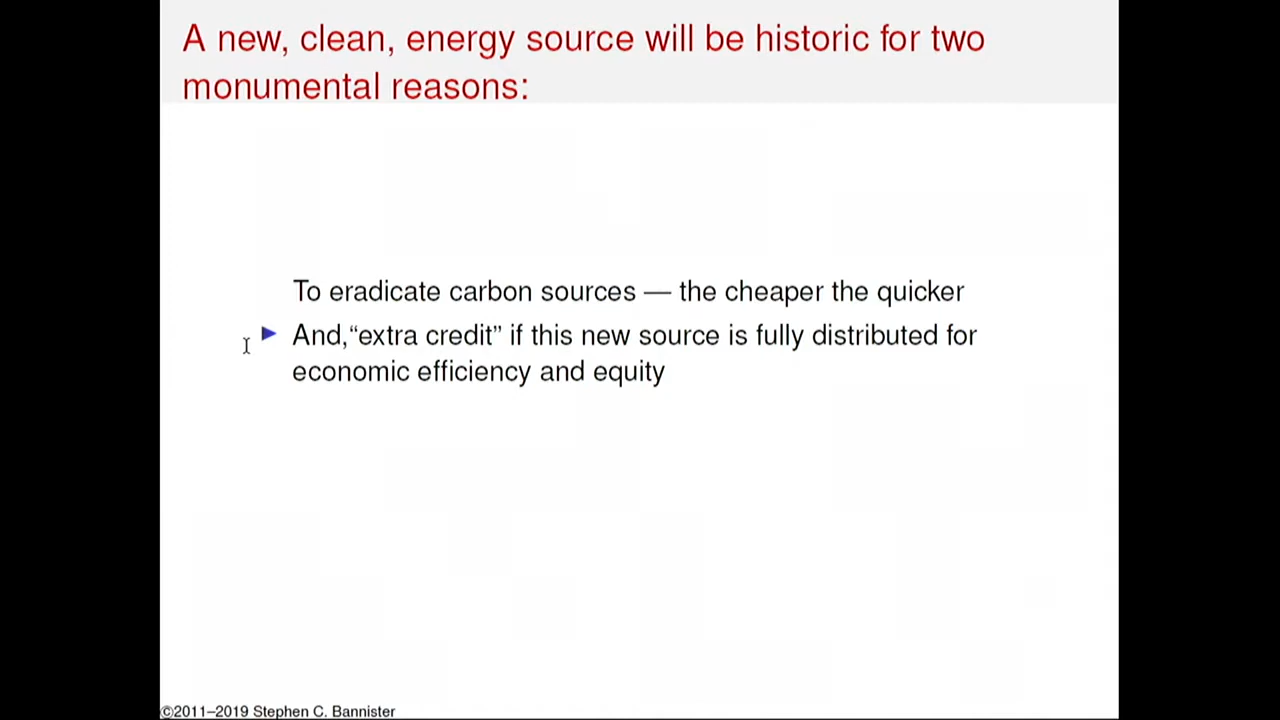 A new, clean, energy source will be historic for two
monumental reasons:
To eradicate carbon sources — the cheaper the quicker
And,“extra credit” if this new source is fully distributed for
economic efficiency and equity
©2011–2019 Stephen C. Bannister